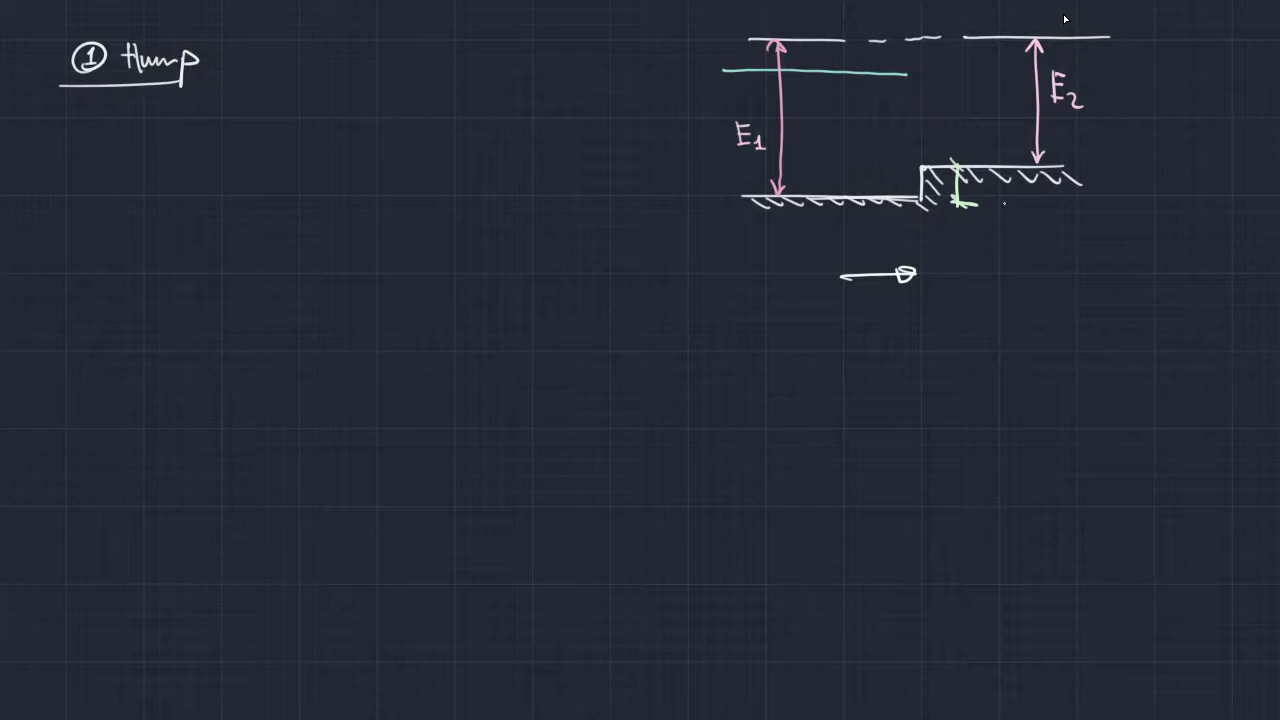 ① Hump
E₂
E₁